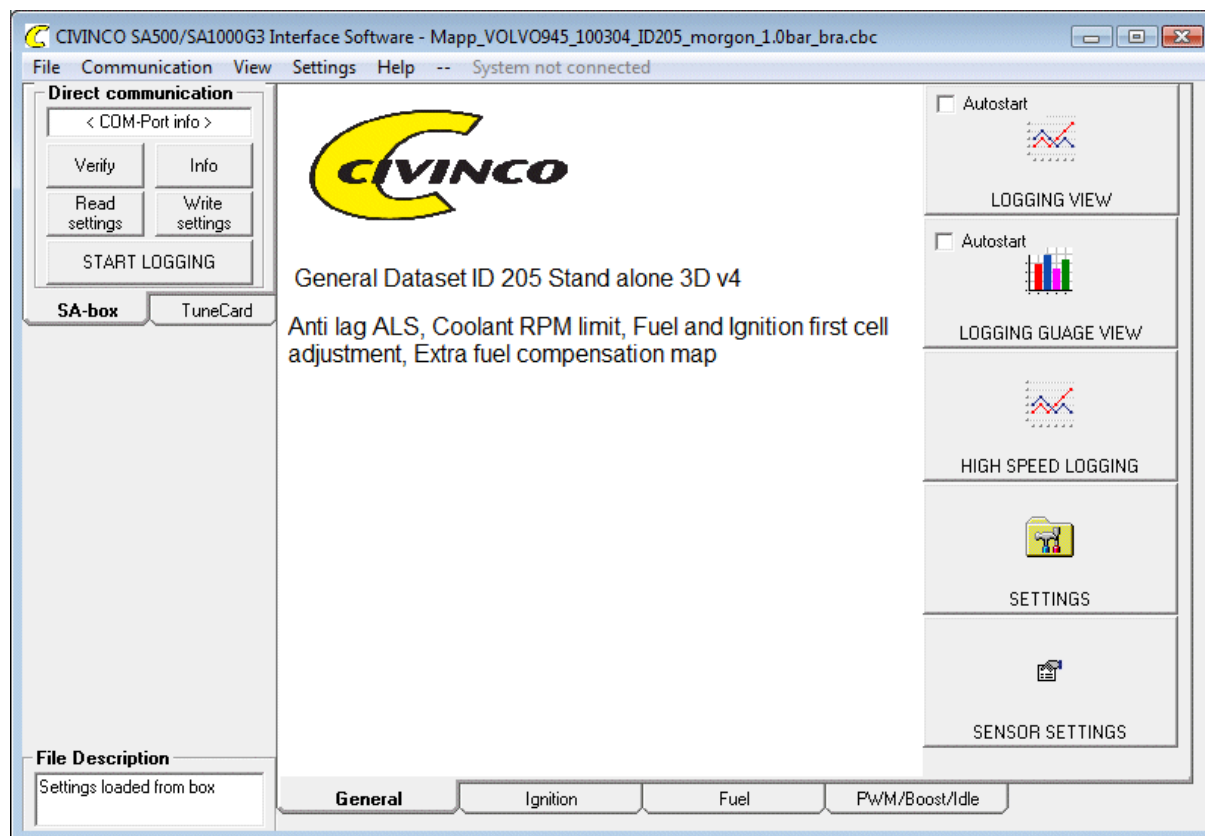 CIVINCO SA500/SA1000G3 Interface Software - Mapp_VOLVO945_100304_ID205_morgon_1.0bar_bra.cbc
File Communication View Settings Help -- System not connected
Direct communication
< COM-Port info >
Verify Info
Read settings
Write settings
START LOGGING
SA-box TuneCard
CIVINCO
General Dataset ID 205 Stand alone 3D v4
Anti lag ALS, Coolant RPM limit, Fuel and Ignition first cell
adjustment, Extra fuel compensation map
Autostart
LOGGING VIEW
Autostart
LOGGING GUAGE VIEW
HIGH SPEED LOGGING
SETTINGS
SENSOR SETTINGS
File Description
Settings loaded from box
General Ignition Fuel PWM/Boost/Idle